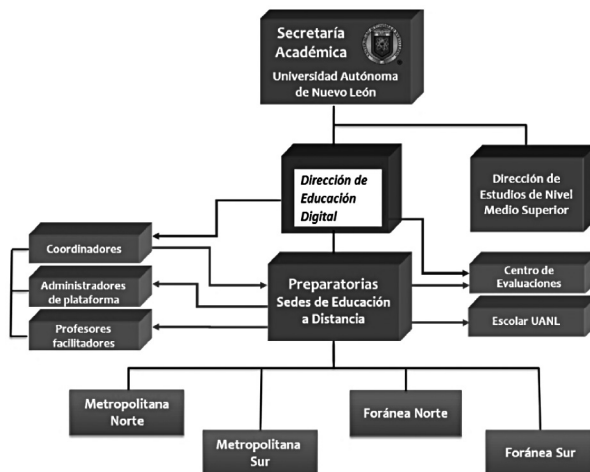 Secretaría
Académica
Universidad Autónoma
de Nuevo León
Dirección de
Educación
Digital
Dirección de
Estudios de Nivel
Medio Superior
Coordinadores
Administradores
de plataforma
Profesores
facilitadores
Preparatorias
Sedes de Educación
a Distancia
Centro de
Evaluaciones
Escolar UANL
Metropolitana
Norte
Metropolitana
Sur
Foránea Norte
Foránea Sur